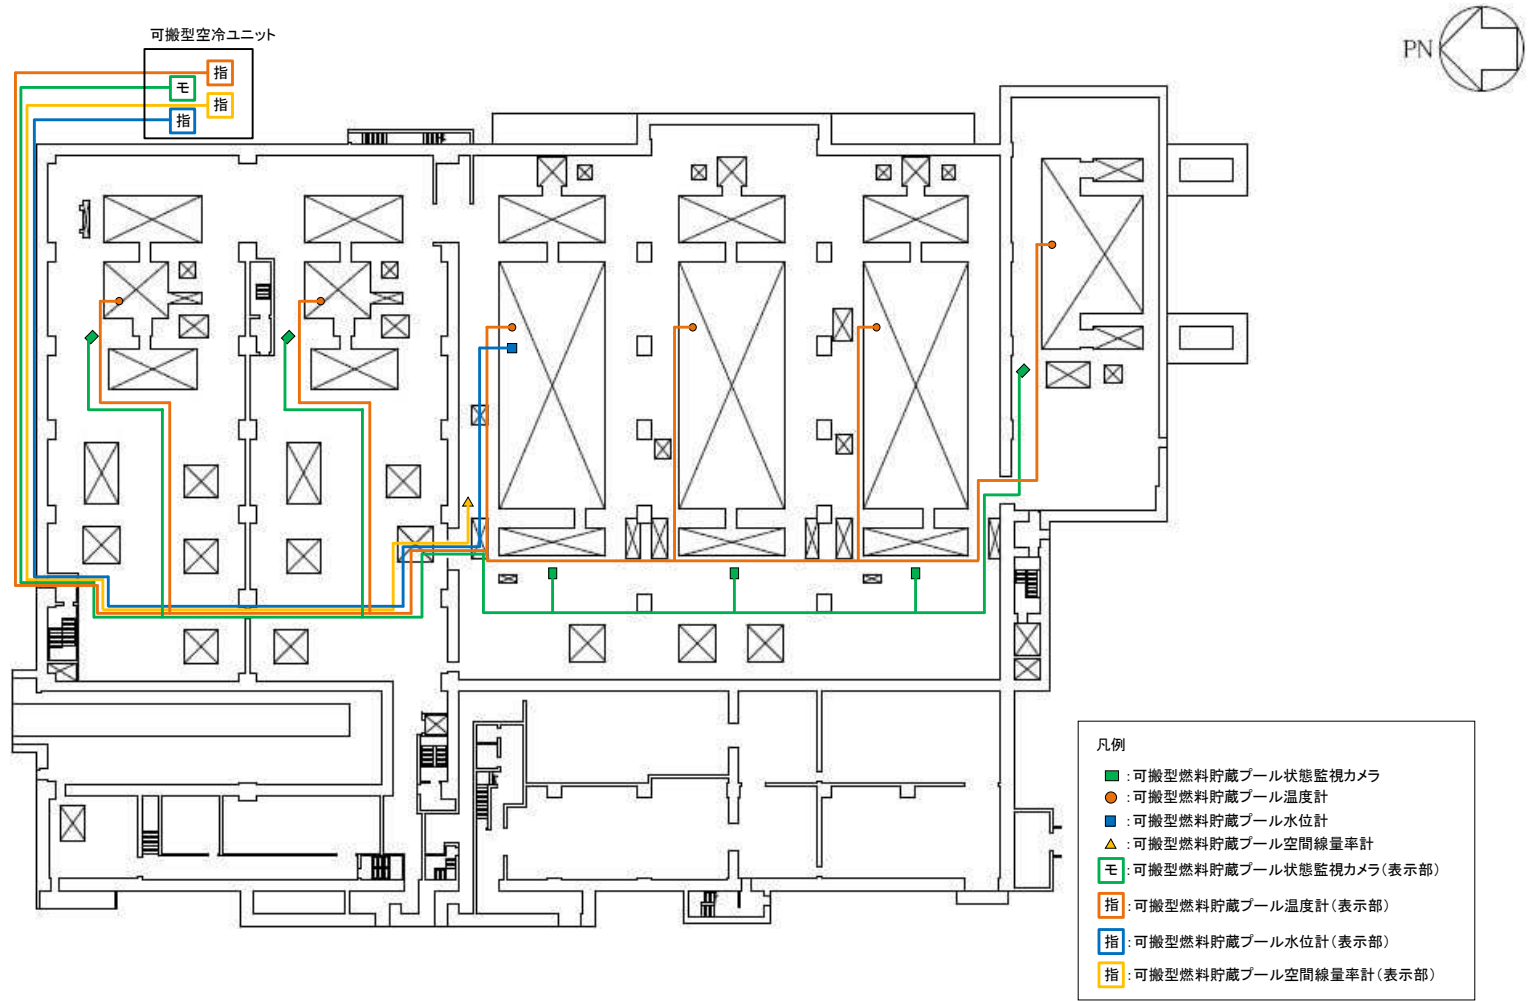 可搬型空冷ユニット
指
モ
指
指
PN
凡例
:可搬型燃料貯蔵プール状態監視カメラ
:可搬型燃料貯蔵プール温度計
:可搬型燃料貯蔵プール水位計
:可搬型燃料貯蔵プール空間線量率計
モ:可搬型燃料貯蔵プール状態監視カメラ(表示部)
指:可搬型燃料貯蔵プール温度計(表示部)
指:可搬型燃料貯蔵プール水位計(表示部)
指:可搬型燃料貯蔵プール空間線量率計(表示部)